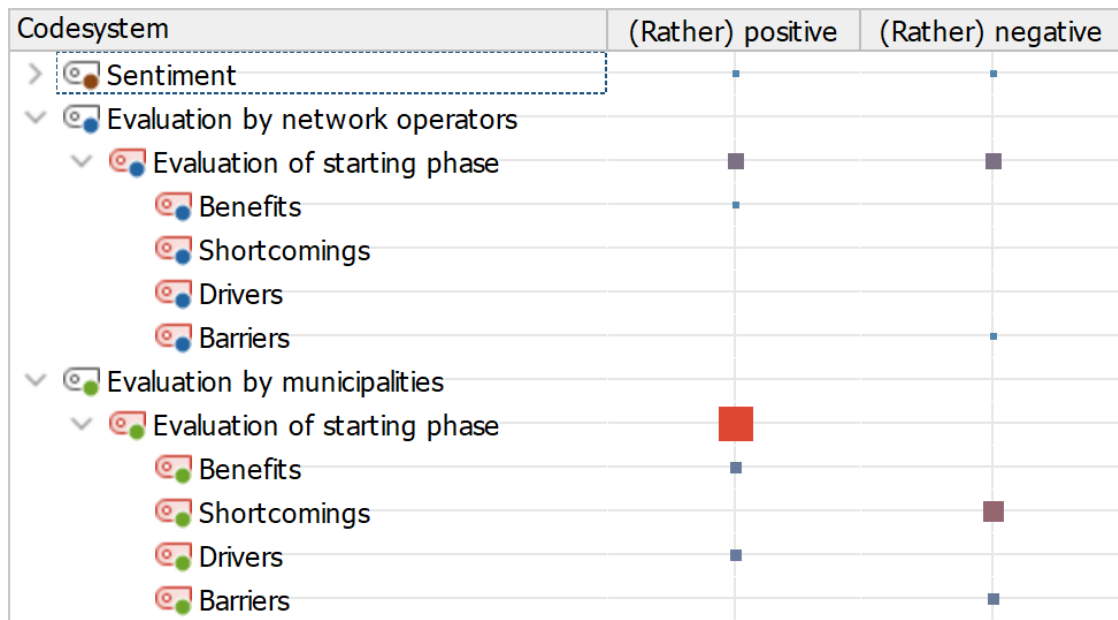 Codesystem (Rather) positive (Rather) negative
Sentiment
Evaluation by network operators
Evaluation of starting phase
Benefits
Shortcomings
Drivers
Barriers
Evaluation by municipalities
Evaluation of starting phase
Benefits
Shortcomings
Drivers
Barriers